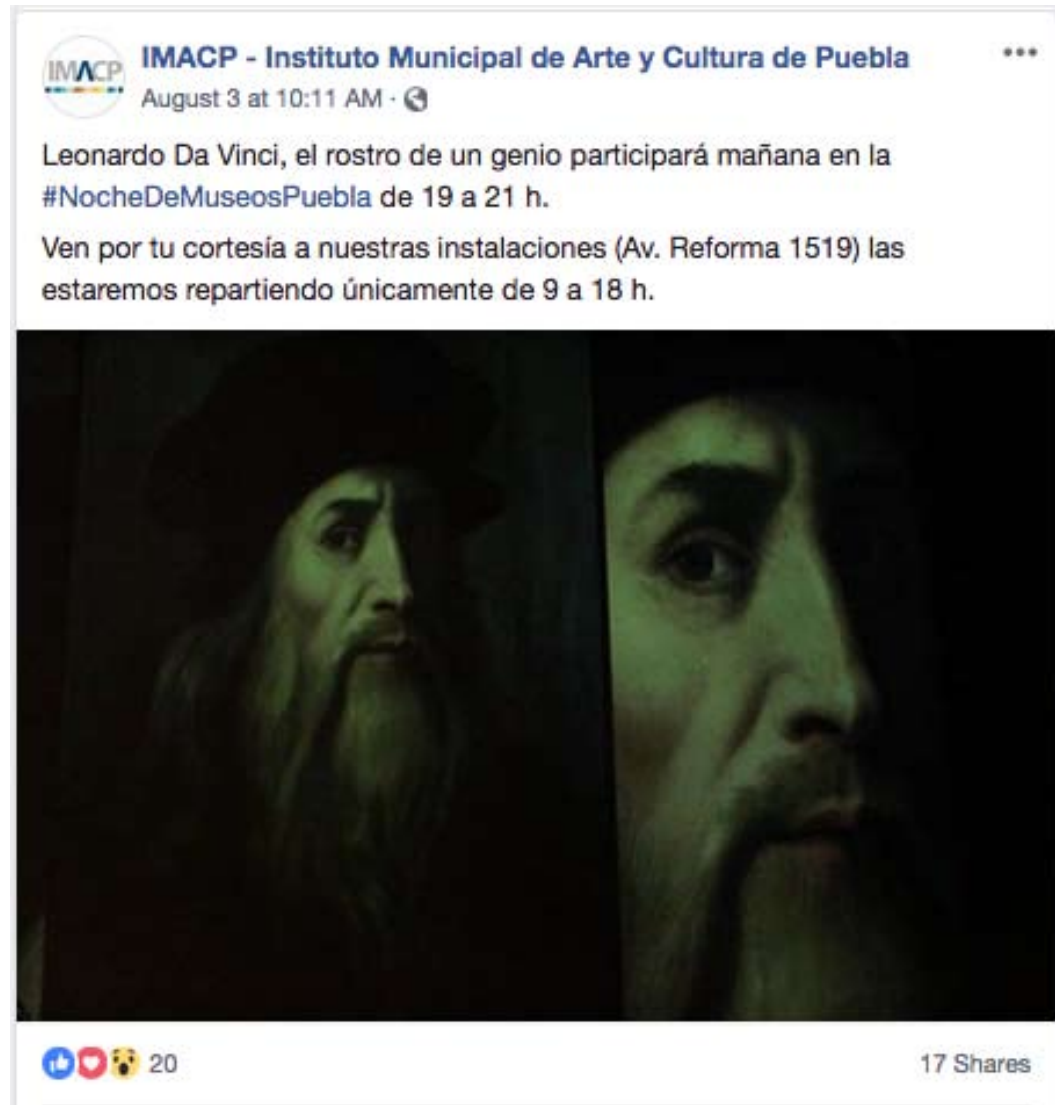 IMACP
IMACP - Instituto Municipal de Arte y Cultura de Puebla
August 3 at 10:11 AM ·
Leonardo Da Vinci, el rostro de un genio participará mañana en la
#NocheDeMuseosPuebla de 19 a 21 h.
Ven por tu cortesía a nuestras instalaciones (Av. Reforma 1519) las
estaremos repartiendo únicamente de 9 a 18 h.
20
17 Shares